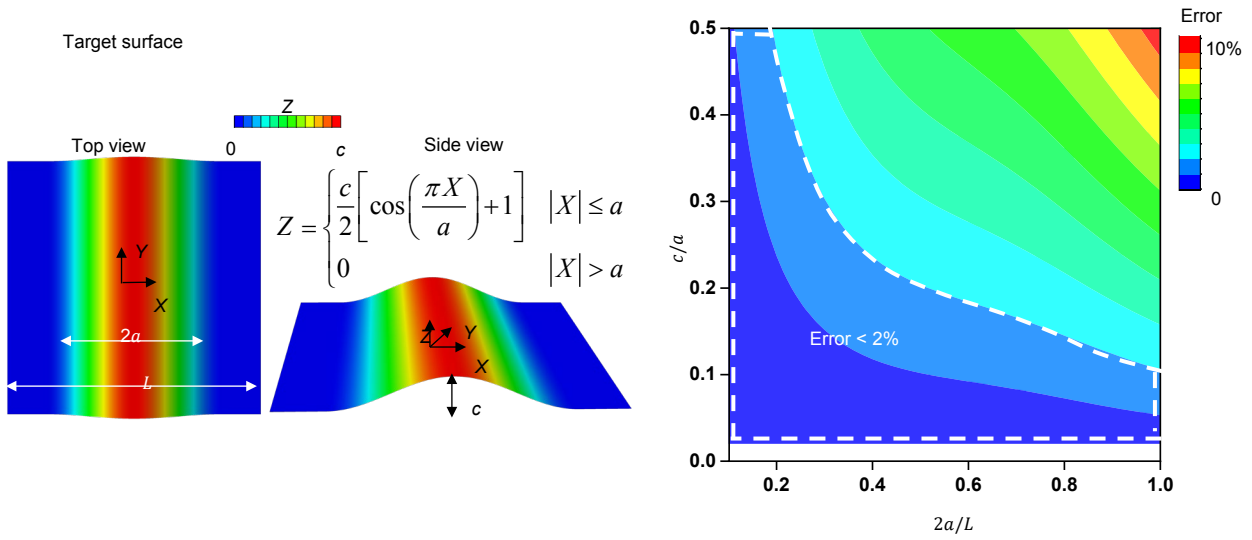 Target surface
Z
0
c
Top view
Side view
Y
X
2a
L
Z = { c/2 [ cos( πX/a ) + 1 ] |X| ≤ a
0 |X| > a
Z
Y
X
c
0.5
0.4
0.3
0.2
0.1
0.0
c/a
Error < 2%
0.2
0.4
0.6
0.8
1.0
2a/L
Error
10%
0